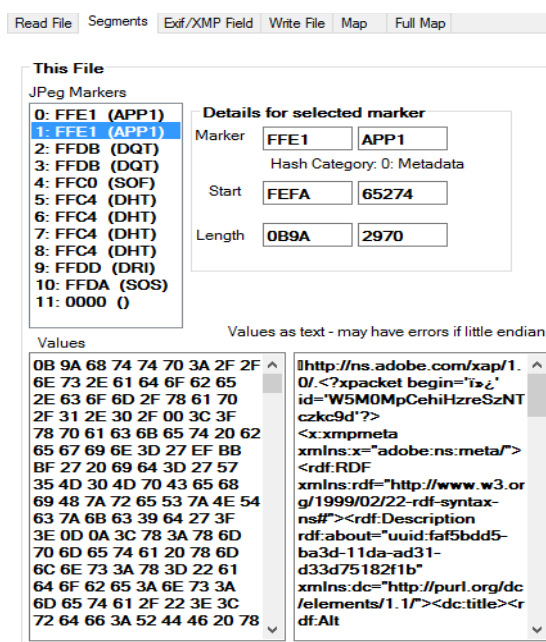 Read File Segments Exif/XMP Field Write File Map Full Map
This File
JPeg Markers
0: FFE1 (APP1)
1: FFE1 (APP1)
2: FFDB (DQT)
3: FFDB (DQT)
4: FFC0 (SOF)
5: FFC4 (DHT)
6: FFC4 (DHT)
7: FFC4 (DHT)
8: FFC4 (DHT)
9: FFDD (DRI)
10: FFDA (SOS)
11: 0000 ()
Details for selected marker
Marker FFE1 APP1
Hash Category: 0: Metadata
Start FEFA 65274
Length 0B9A 2970
Values
0B 9A 68 74 74 70 3A 2F 2F
6E 73 2E 61 64 6F 62 65
2E 63 6F 6D 2F 78 61 70
2F 31 2E 30 2F 00 3C 3F
78 70 61 63 6B 65 74 20 62
65 67 69 6E 3D 27 EF BB
BF 27 20 69 64 3D 27 57
35 4D 30 4D 70 43 65 68
69 48 7A 72 65 53 7A 4E 54
63 7A 6B 63 39 64 27 3F
3E 0D 0A 3C 78 3A 78 6D
70 6D 65 74 61 20 78 6D
6C 6E 73 3A 78 3D 22 61
64 6F 62 65 3A 6E 73 3A
6D 65 74 61 2F 22 3E 3C
72 64 66 3A 52 44 46 20 78
Values as text - may have errors if little endian
http://ns.adobe.com/xap/1.
0/.<?xpacket begin='ï»¿'
id='W5M0MpCehiHzreSzNT
czkc9d'?>
<x:xmpmeta
xmlns:x="adobe:ns:meta/">
<rdf:RDF
xmlns:rdf="http://www.w3.or
g/1999/02/22-rdf-syntax-
ns#"><rdf:Description
rdf:about="uuid:faf5bdd5-
ba3d-11da-ad31-
d33d75182f1b"
xmlns:dc="http://purl.org/dc
/elements/1.1/"><dc:title><r
df:Alt